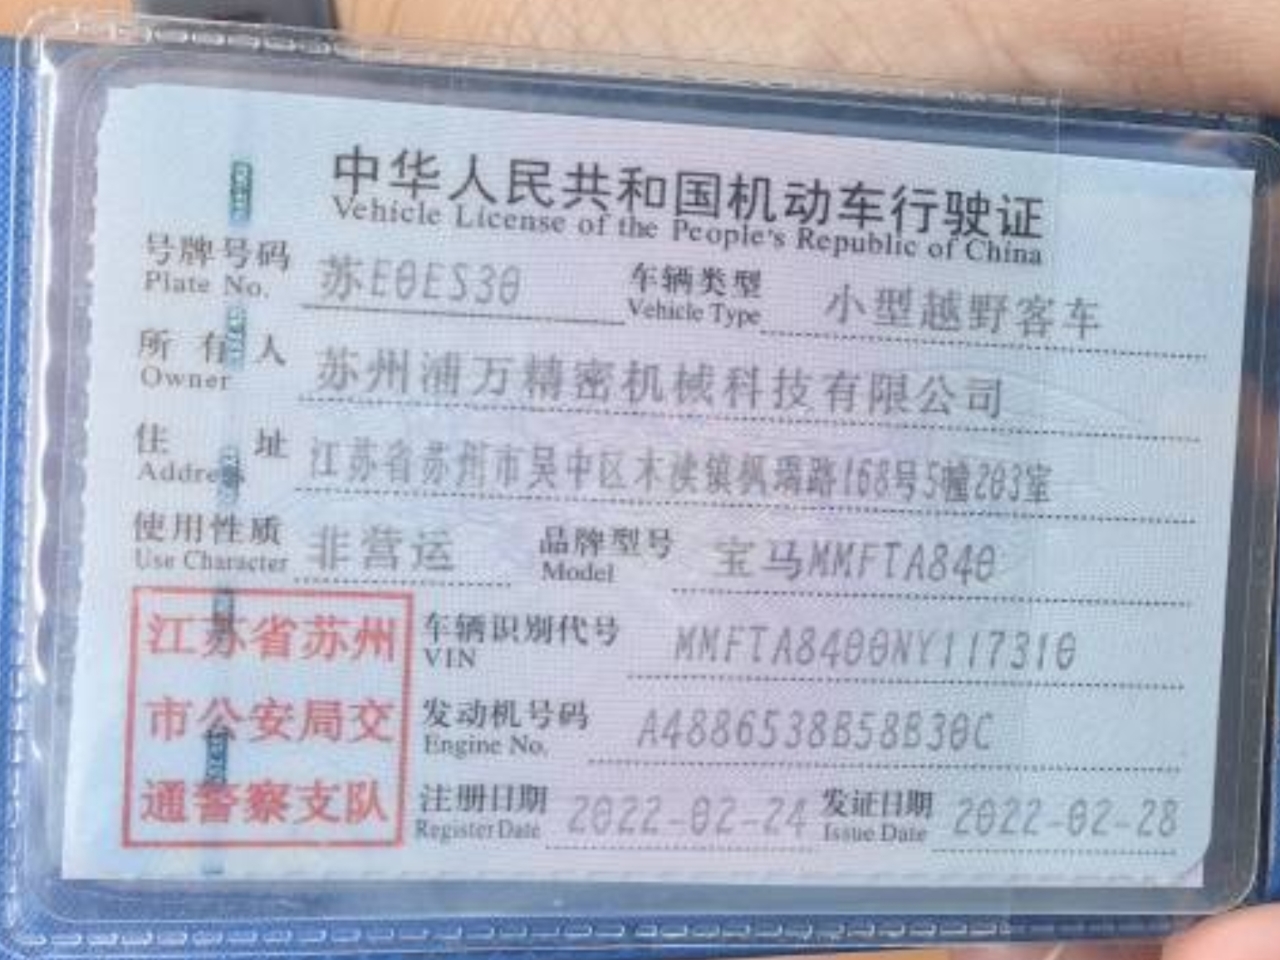 中华人民共和国机动车行驶证
Vehicle License of the People's Republic of China
号牌号码 苏E0ES30 车辆类型 小型越野客车
Plate No. Vehicle Type
所有人 苏州浦万精密机械科技有限公司
Owner
住址 江苏省苏州市吴中区木渎镇枫瑞路168号5幢203室
Address
使用性质 非营运 品牌型号 宝马MMFTA840
Use Character Model
江苏省苏州
市公安局交
通警察支队
车辆识别代号 MMFTA8400NY117310
VIN
发动机号码 A4886538B58B30C
Engine No.
注册日期 2022-02-24 发证日期 2022-02-28
Register Date Issue Date